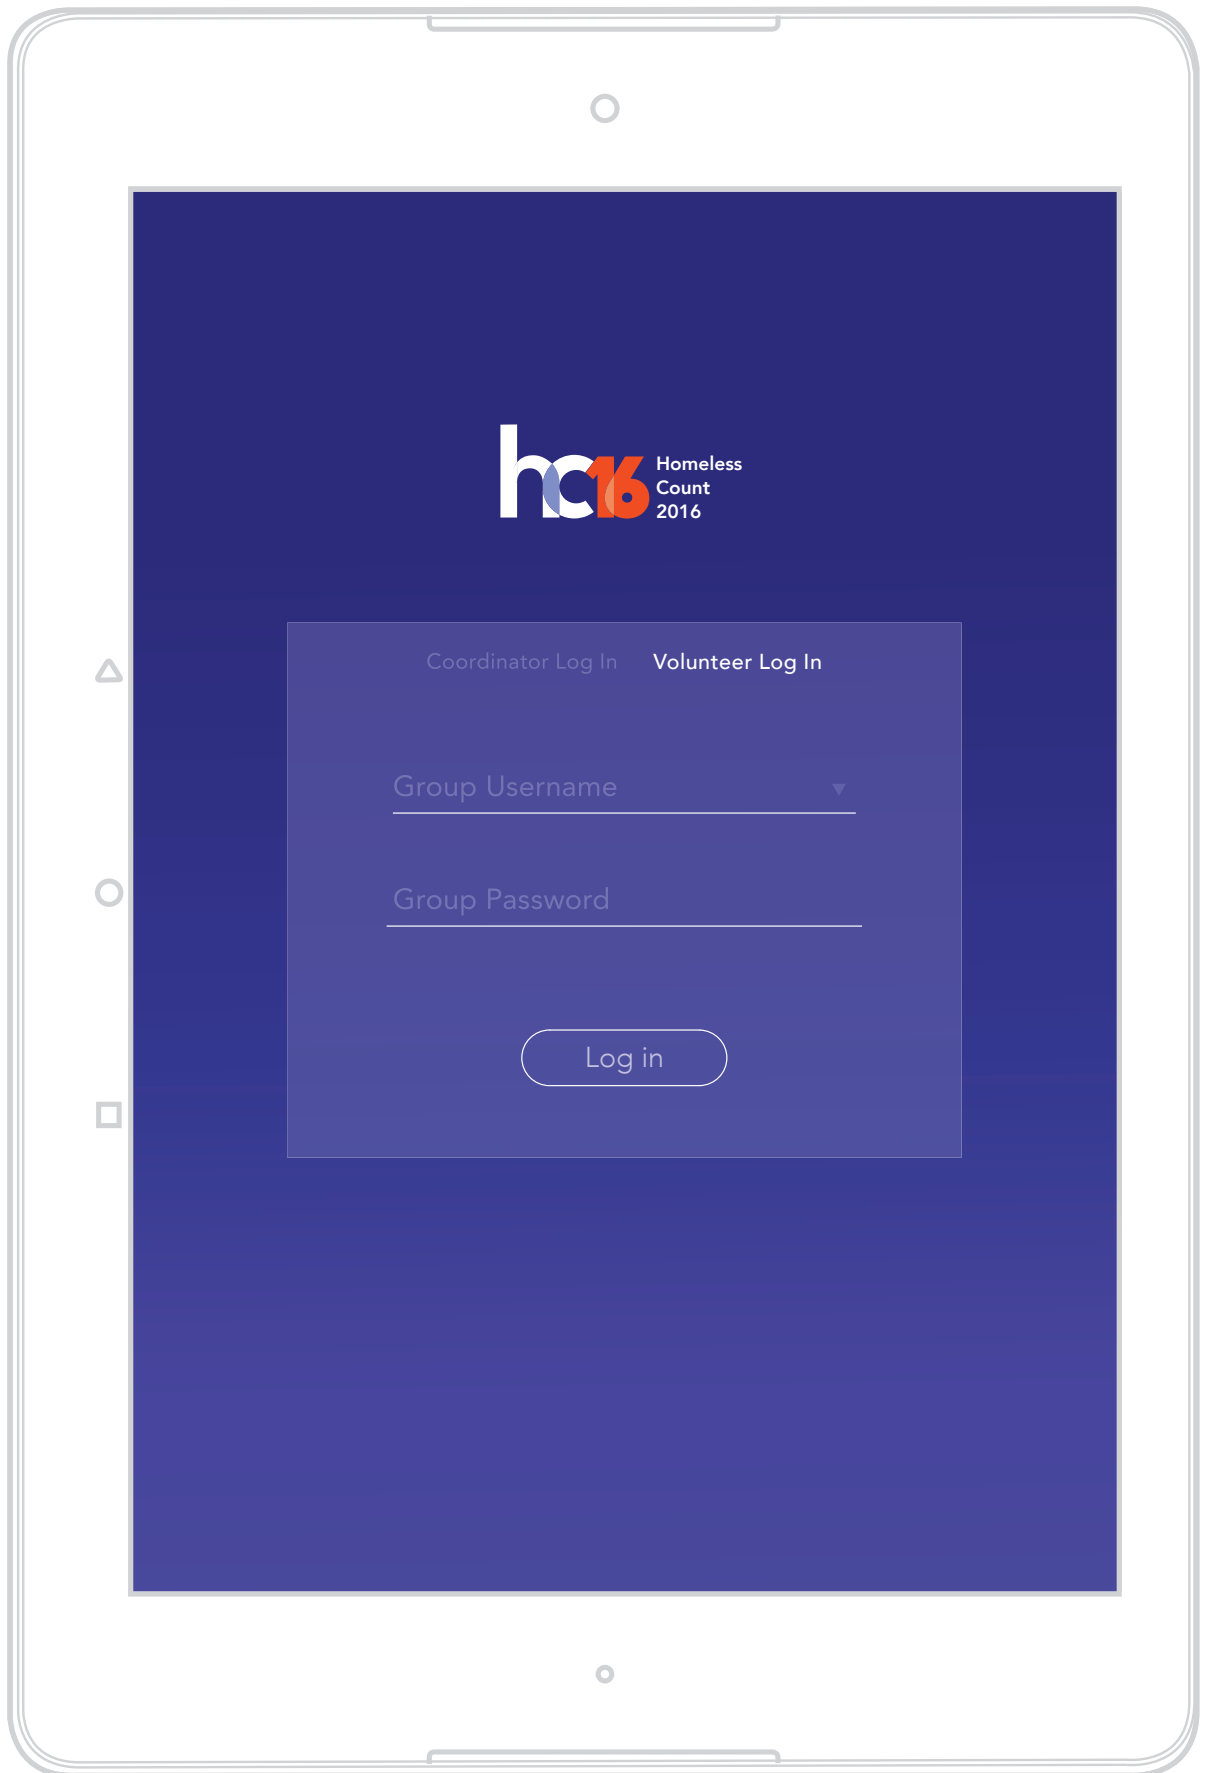 hc16
Homeless
Count
2016
Coordinator Log In Volunteer Log In
Group Username
Group Password
Log in